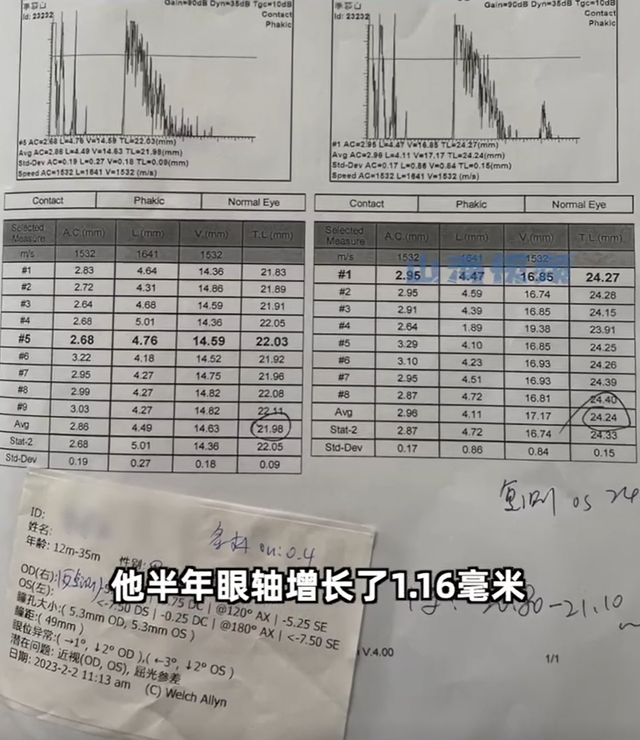 Gain=90dB Dyn=35dB Tgc=10dB
Id: 23232
Contact
Phakic
#5 AC=2.68 L=4.76 V=14.59 TL=22.03(mm)
Avg AC=2.86 L=4.49 V=14.63 TL=21.98(mm)
Std-Dev AC=0.19 L=0.27 V=0.18 TL=0.09(mm)
Speed AC=1532 L=1641 V=1532 (m/s)
Contact Phakic Normal Eye
Selected Measure A.C.(mm) L.(mm) V.(mm) T.L.(mm)
m/s 1532 1641 1532
#1 2.83 4.64 14.36 21.83
#2 2.72 4.31 14.86 21.89
#3 2.64 4.68 14.59 21.91
#4 2.68 5.01 14.36 22.05
#5 2.68 4.76 14.59 22.03
#6 3.22 4.18 14.52 21.92
#7 2.95 4.27 14.75 21.96
#8 2.99 4.27 14.82 22.08
#9 3.03 4.27 14.82 22.11
Avg 2.86 4.49 14.63 21.98
Stat-2 2.68 5.01 14.36 22.05
Std-Dev 0.19 0.27 0.18 0.09
Gain=90dB Dyn=35dB Tgc=10dB
Id: 23232
Contact
Phakic
#1 AC=2.95 L=4.47 V=16.85 TL=24.27(mm)
Avg AC=2.96 L=4.11 V=17.17 TL=24.24(mm)
Std-Dev AC=0.17 L=0.86 V=0.84 TL=0.15(mm)
Speed AC=1532 L=1641 V=1532 (m/s)
Contact Phakic Normal Eye
Selected Measure A.C.(mm) L.(mm) V.(mm) T.L.(mm)
m/s 1532 1641 1532
#1 2.95 4.47 16.85 24.27
#2 2.95 4.59 16.74 24.28
#3 2.91 4.39 16.85 24.15
#4 2.64 1.89 19.38 23.91
#5 3.29 4.10 16.85 24.25
#6 3.10 4.23 16.93 24.26
#7 2.95 4.51 16.93 24.39
#8 2.87 4.72 16.81 24.40
Avg 2.96 4.11 17.17 24.24
Stat-2 2.87 4.72 16.74 24.33
Std-Dev 0.17 0.86 0.84 0.15
复测 OS 24
ID:
姓名:
年龄: 12m-35m 性别:
OU:0.4
OD(右): .75 DC | @120° AX | -5.25 SE
OS(左): <-7.50 DS | -0.25 DC | @180° AX | <-7.50 SE
瞳孔大小:( 5.3mm OD, 5.3mm OS )
瞳距:( 49mm )
眼位异常:( →1°, ↓2° OD ),( ←3°, ↓2° OS )
潜在问题: 近视(OD, OS), 屈光参差
日期: 2023-2-2 11:13 am (C) Welch Allyn
他半年眼轴增长了1.16毫米
-21.10
V.4.00
1/1